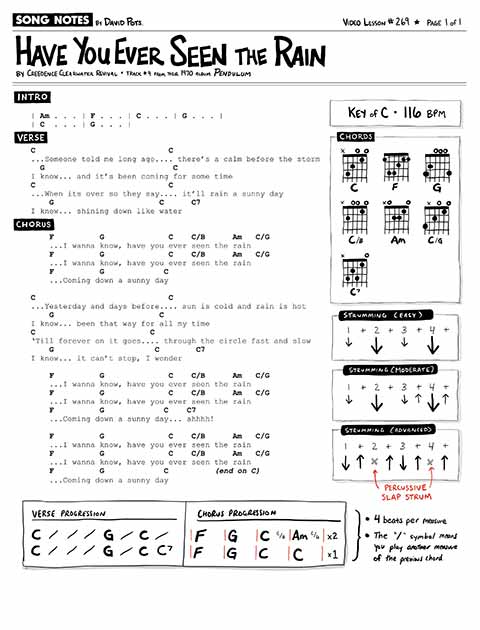 SONG NOTES BY DAVID POTS. VIDEO LESSON #269 ★ PAGE 1 of 1
HAVE YOU EVER SEEN THE RAIN
BY CREEDENCE CLEARWATER REVIVAL • TRACK #4 FROM THEIR 1970 ALBUM PENDULUM
INTRO
| Am . . . | F . . . | C . . . | G . . . |
| C . . . | G . . . |
VERSE
C C
...Someone told me long ago.... there's a calm before the storm
G C
I know... and it's been coming for some time
C C
...When its over so they say.... it'll rain a sunny day
G C C7
I know... shining down like water
CHORUS
F G C C/B Am C/G
...I wanna know, have you ever seen the rain
F G C C/B Am C/G
...I wanna know, have you ever seen the rain
F G C
...Coming down a sunny day
C C
...Yesterday and days before.... sun is cold and rain is hot
G C
I know... been that way for all my time
C C
'Till forever on it goes.... through the circle fast and slow
G C C7
I know... it can't stop, I wonder
F G C C/B Am C/G
...I wanna know, have you ever seen the rain
F G C C/B Am C/G
...I wanna know, have you ever seen the rain
F G C C7
...Coming down a sunny day... ahhhh!
F G C C/B Am C/G
...I wanna know, have you ever seen the rain
F G C C/B Am C/G
...I wanna know, have you ever seen the rain
F G C (end on C)
...Coming down a sunny day
KEY of C • 116 BPM
CHORDS
C F G
C/B Am C/G
C7
STRUMMING (EASY)
1 + 2 + 3 + 4 +
STRUMMING (MODERATE)
1 + 2 + 3 + 4 +
STRUMMING (ADVANCED)
1 + 2 + 3 + 4 +
PERCUSSIVE
SLAP STRUM
VERSE PROGRESSION
C / / / G / C /
C / / / G / C C7
CHORUS PROGRESSION
| F | G | C C/B | Am C/G x2
| F | G | C | C x1
• 4 beats per measure
• The "/" symbol means
you play another measure
of the previous chord.